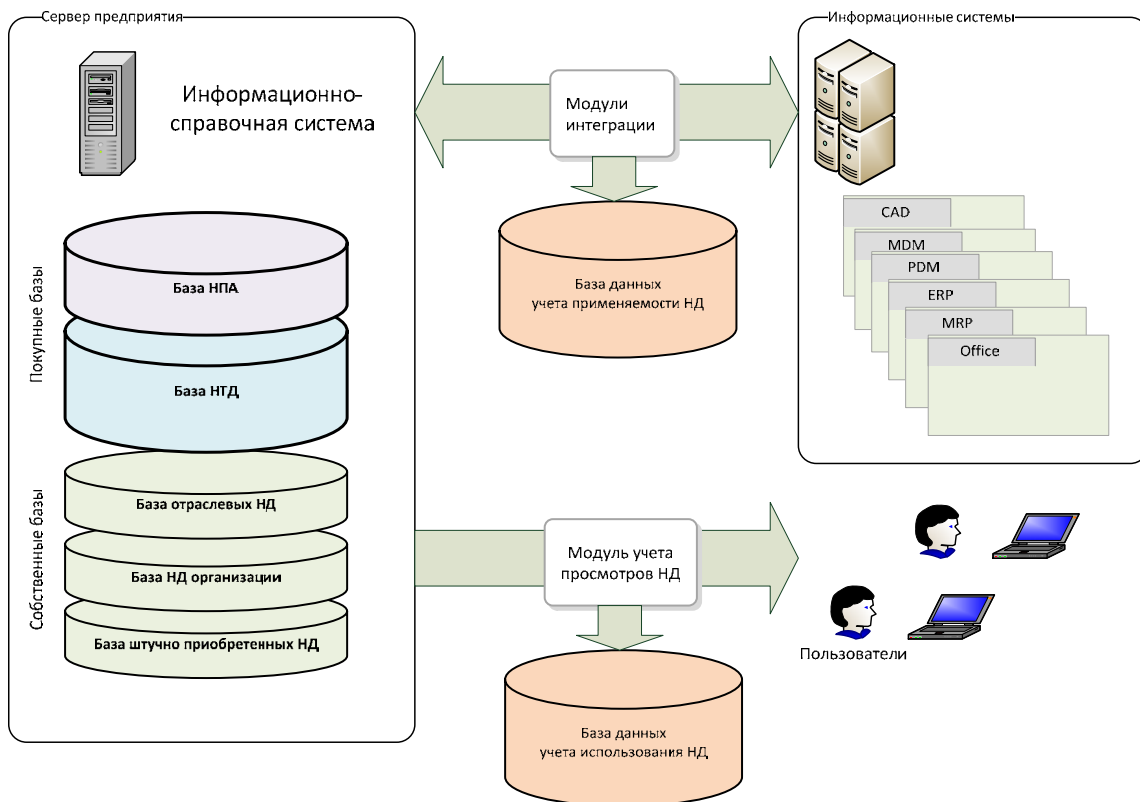 Сервер предприятия
Информационно-
справочная система
Покупные базы
База НПА
База НТД
Собственные базы
База отраслевых НД
База НД организации
База штучно приобретенных НД
Модули
интеграции
База данных
учета применяемости НД
Модуль учета
просмотров НД
База данных
учета использования НД
Информационные системы
CAD
MDM
PDM
ERP
MRP
Office
Пользователи